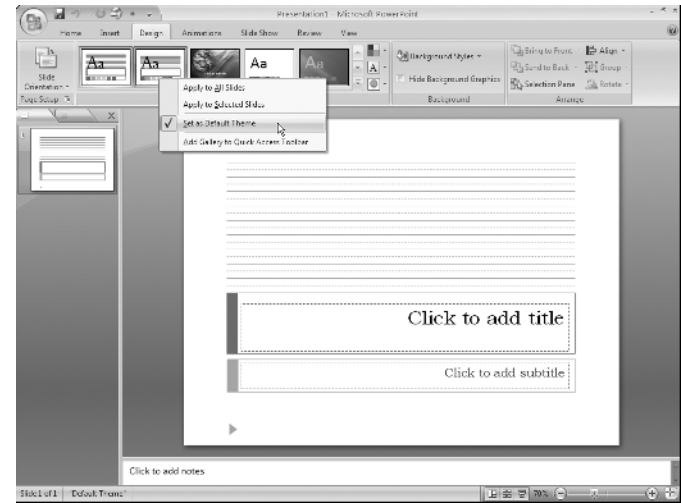 Presentation1 - Microsoft PowerPoint
Home Insert Design Animations Slide Show Review View
Slide Orientation
Page Setup
Aa Aa Aa Aa
Background Styles
Hide Background Graphics
Background
Bring to Front
Send to Back
Selection Pane
Align
Group
Rotate
Arrange
Apply to All Slides
Apply to Selected Slides
Set as Default Theme
Add Gallery to Quick Access Toolbar
1
Click to add title
Click to add subtitle
Click to add notes
Slide 1 of 1 "Default Theme" 70%